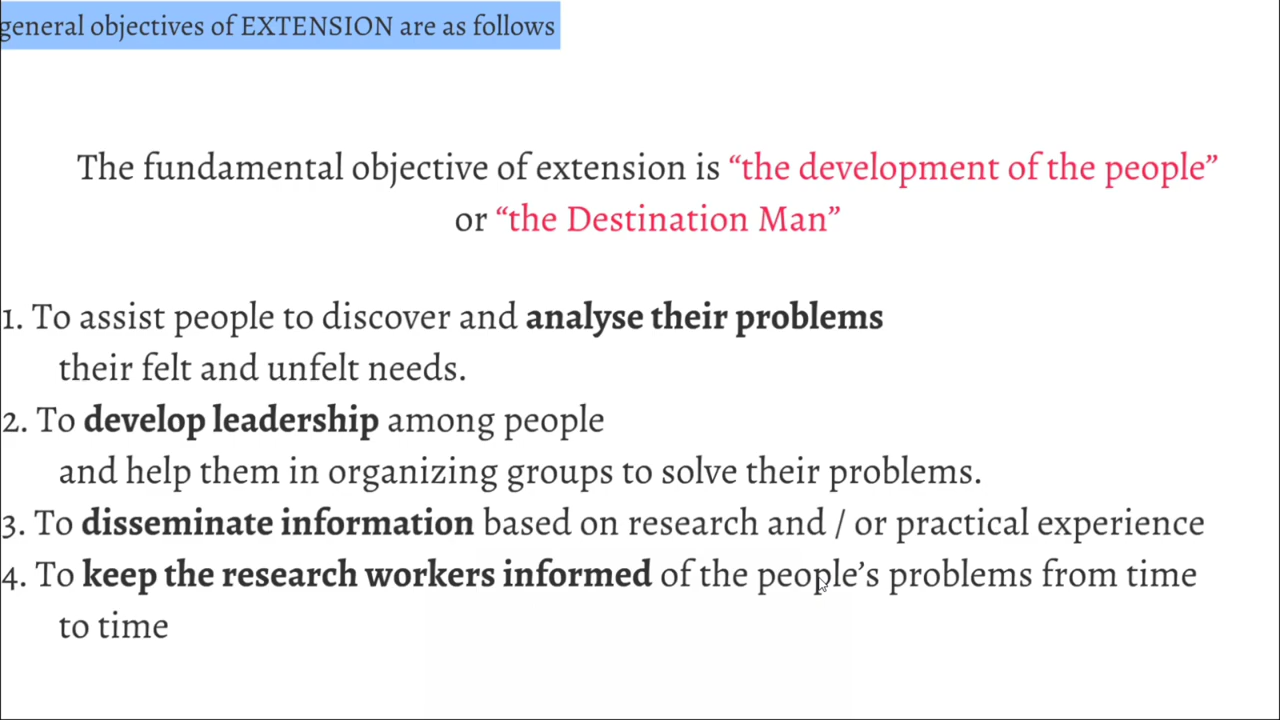 general objectives of EXTENSION are as follows
The fundamental objective of extension is “the development of the people”
or “the Destination Man”
1. To assist people to discover and analyse their problems
their felt and unfelt needs.
2. To develop leadership among people
and help them in organizing groups to solve their problems.
3. To disseminate information based on research and / or practical experience
4. To keep the research workers informed of the people’s problems from time
to time